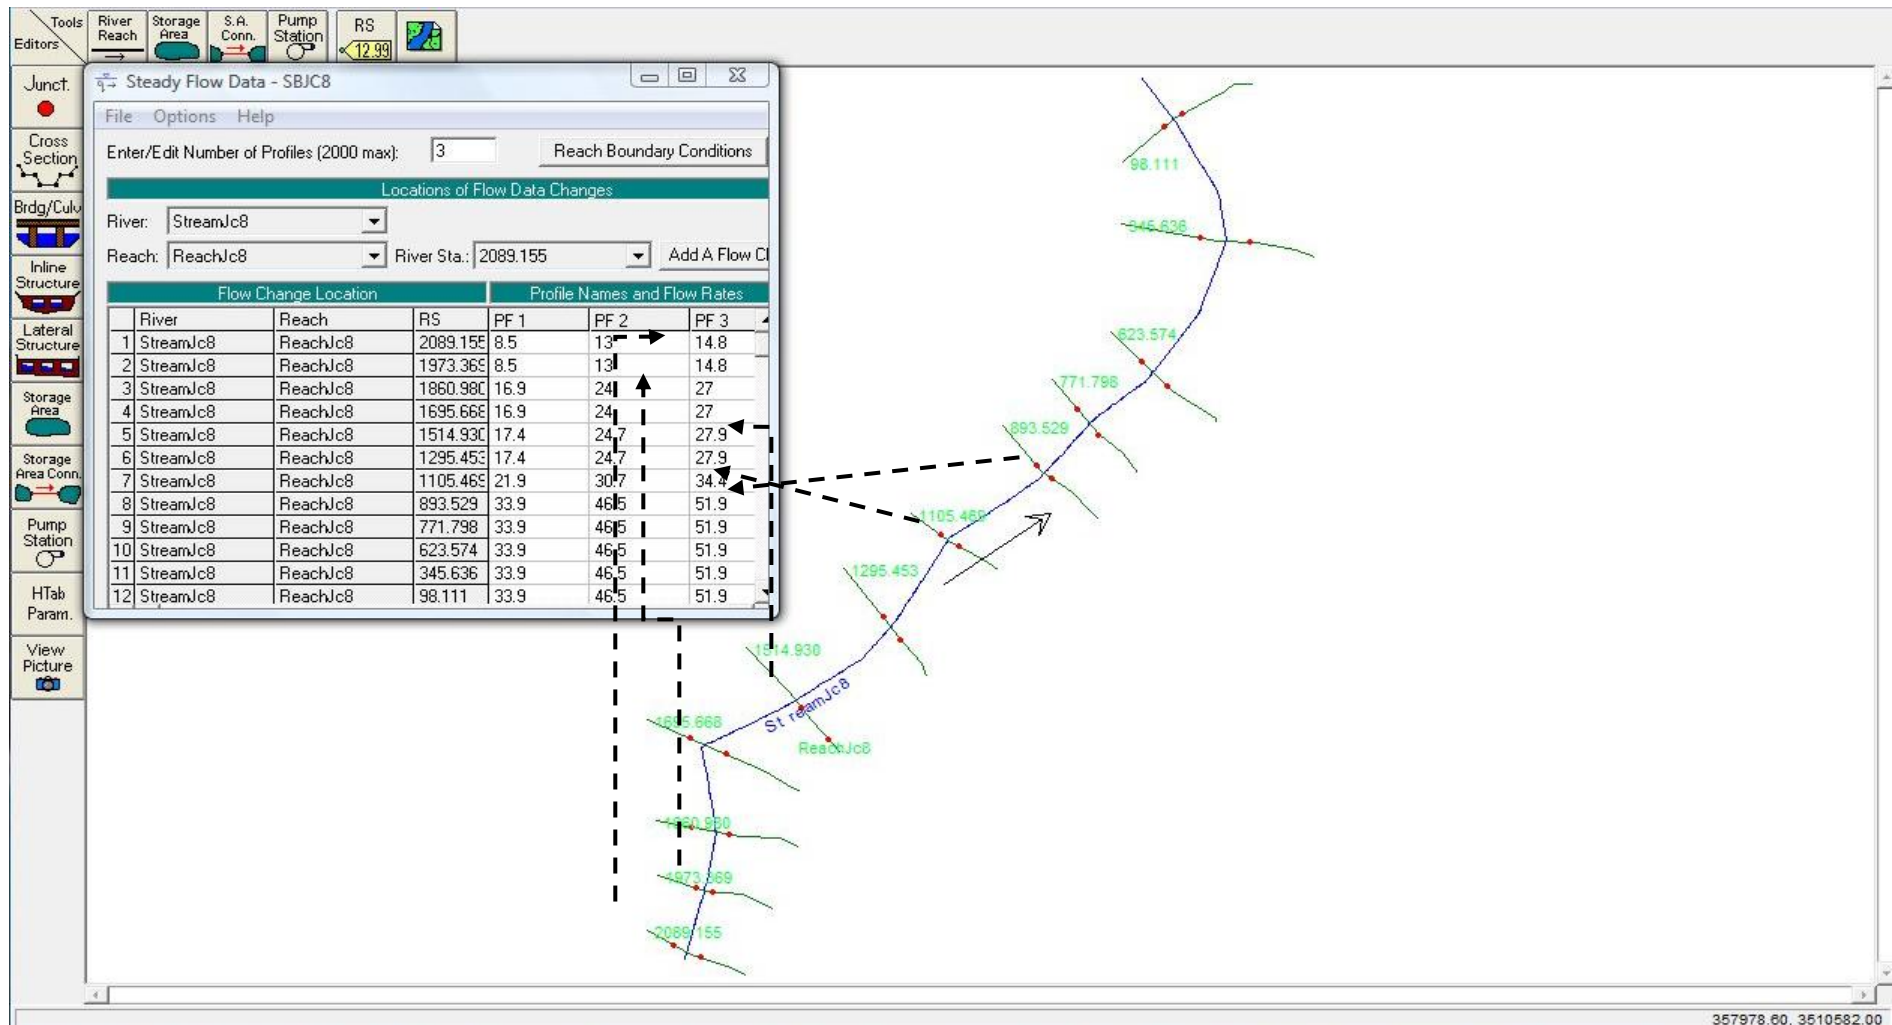 Tools
Editors
River Reach
Storage Area
S.A. Conn.
Pump Station
RS
12.99
Junct.
Cross Section
Brdg/Culv
Inline Structure
Lateral Structure
Storage Area
Storage Area Conn.
Pump Station
HTab Param.
View Picture
Steady Flow Data - SBJC8
File Options Help
Enter/Edit Number of Profiles (2000 max): 3 Reach Boundary Conditions
Locations of Flow Data Changes
River: StreamJc8
Reach: ReachJc8 River Sta.: 2089.155 Add A Flow Cl
Flow Change Location Profile Names and Flow Rates
River Reach RS PF 1 PF 2 PF 3
1 StreamJc8 ReachJc8 2089.155 8.5 13 14.8
2 StreamJc8 ReachJc8 1973.369 8.5 13 14.8
3 StreamJc8 ReachJc8 1860.980 16.9 24 27
4 StreamJc8 ReachJc8 1695.668 16.9 24 27
5 StreamJc8 ReachJc8 1514.930 17.4 24.7 27.9
6 StreamJc8 ReachJc8 1295.453 17.4 24.7 27.9
7 StreamJc8 ReachJc8 1105.469 21.9 30.7 34.4
8 StreamJc8 ReachJc8 893.529 33.9 46.5 51.9
9 StreamJc8 ReachJc8 771.798 33.9 46.5 51.9
10 StreamJc8 ReachJc8 623.574 33.9 46.5 51.9
11 StreamJc8 ReachJc8 345.636 33.9 46.5 51.9
12 StreamJc8 ReachJc8 98.111 33.9 46.5 51.9
98.111
345.636
623.574
771.798
893.529
1105.469
1295.453
1514.930
StreamJc8
1695.668
ReachJc8
1860.980
1973.369
2089.155
357978.60, 3510582.00